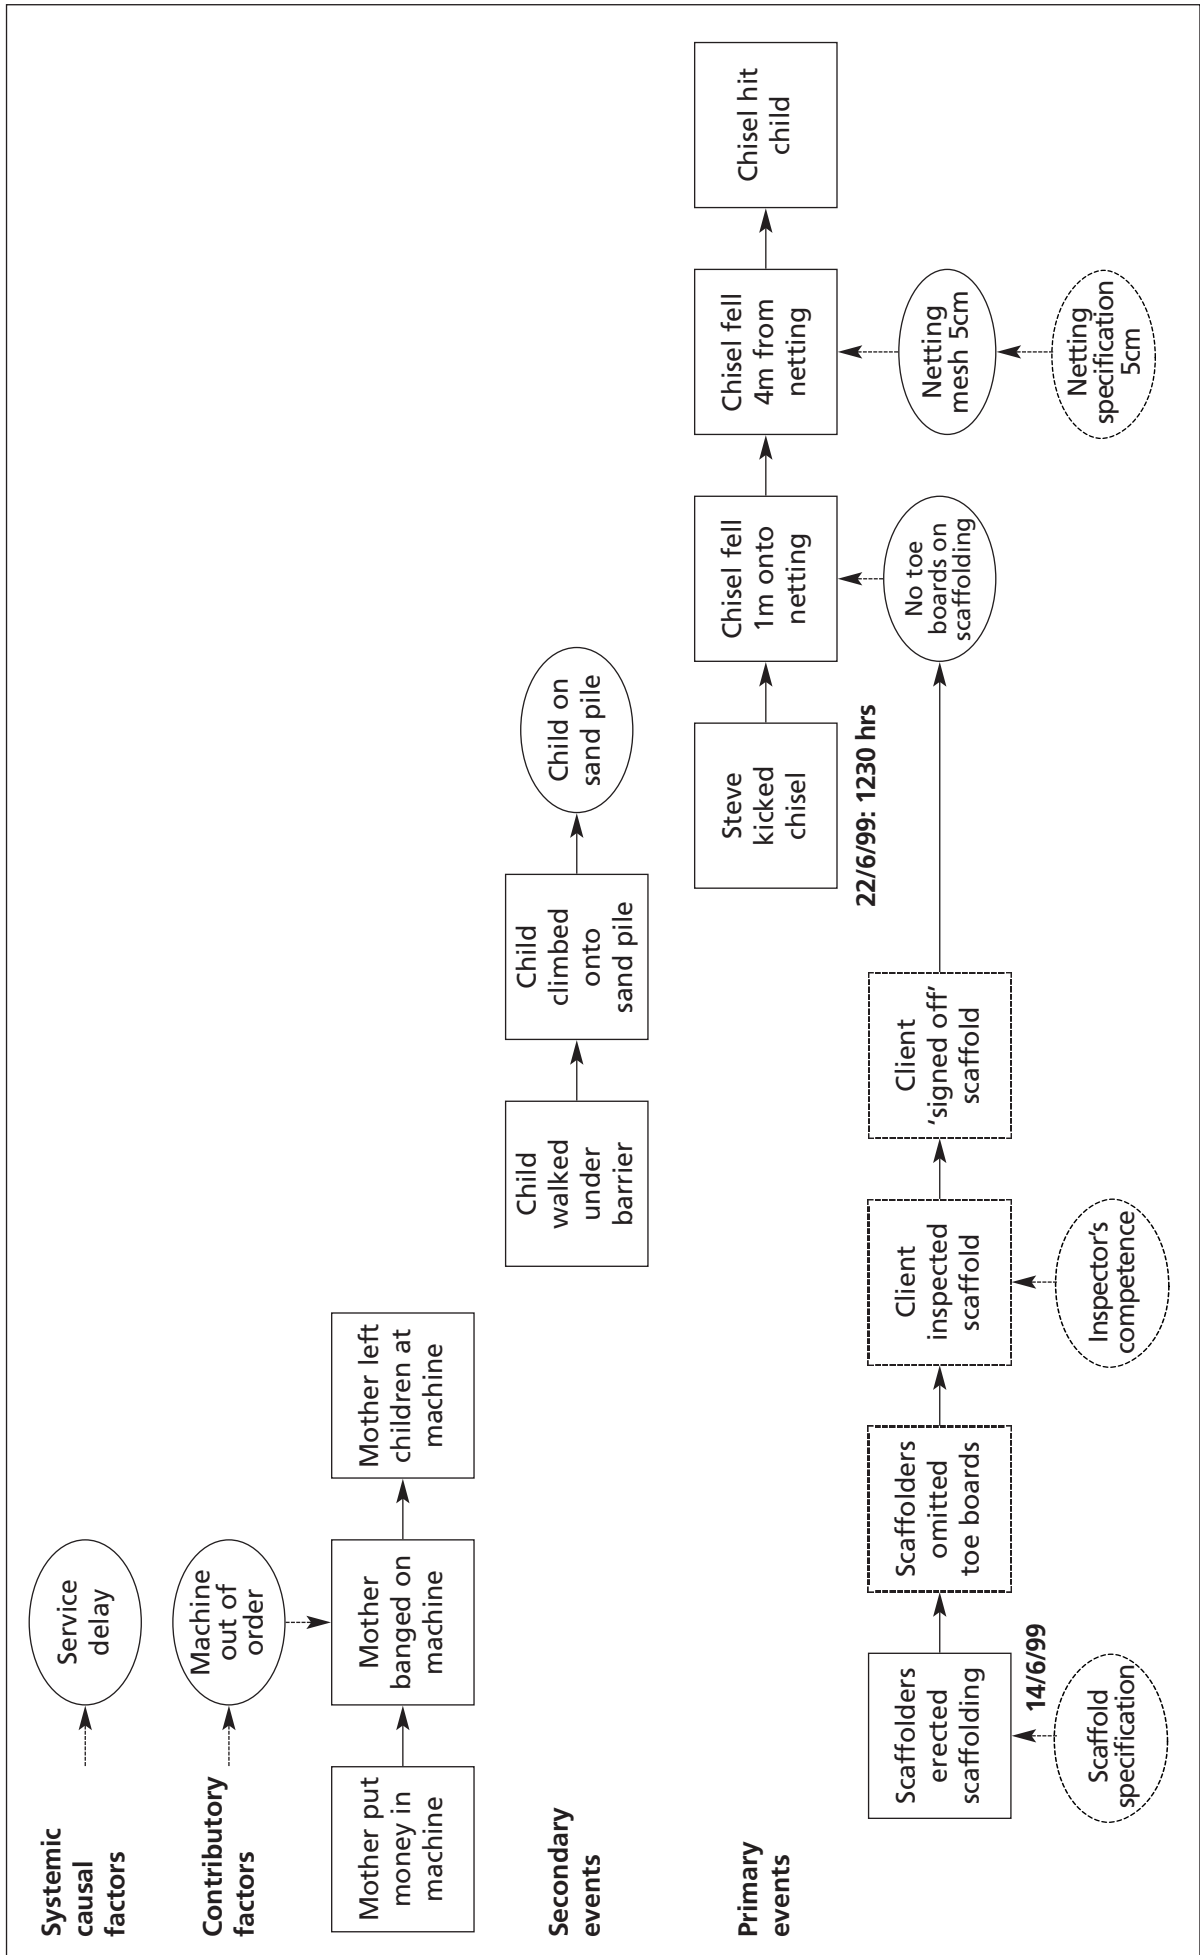 Systemic
causal
factors
Service
delay
Contributory
factors
Machine
out of
order
Mother put
money in
machine
Mother
banged on
machine
Mother left
children at
machine
Secondary
events
Child
walked
under
barrier
Child
climbed
onto
sand pile
Child on
sand pile
Primary
events
Steve
kicked
chisel
22/6/99: 1230 hrs
Chisel fell
1m onto
netting
Chisel fell
4m from
netting
Chisel hit
child
Scaffolders
erected
scaffolding
14/6/99
Scaffolders
omitted
toe boards
Client
inspected
scaffold
Client
‘signed off’
scaffold
No toe
boards on
scaffolding
Netting
mesh 5cm
Scaffold
specification
Inspector’s
competence
Netting
specification
5cm